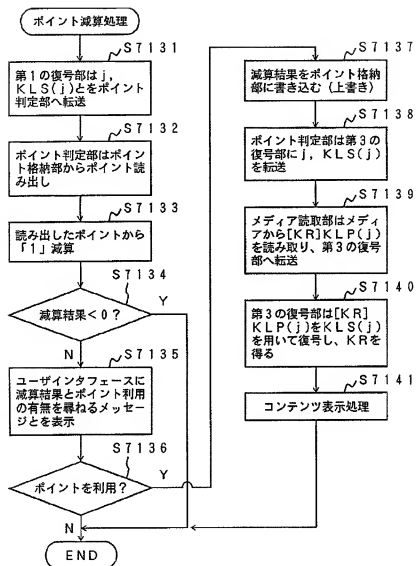 ポイント減算処理
S7131
第1の復号部はj，
KLS(j)とをポイント
判定部へ転送
S7132
ポイント判定部はポイント
格納部からポイント読み
出し
S7133
読み出したポイントから
「1」減算
S7134
減算結果＜0？
Y
N
S7135
ユーザインタフェースに
減算結果とポイント利用
の有無を尋ねるメッセー
ジとを表示
S7136
ポイントを利用？
Y
N
END
S7137
減算結果をポイント格納
部に書き込む（上書き）
S7138
ポイント判定部は第3の
復号部にj，KLS(j)
を転送
S7139
メディア読取部はメディ
アから[KR]KLP(j)
を読み取り、第3の復号
部へ転送
S7140
第3の復号部は[KR]
KLP(j)をKLS(j)
を用いて復号し、KRを
得る
S7141
コンテンツ表示処理